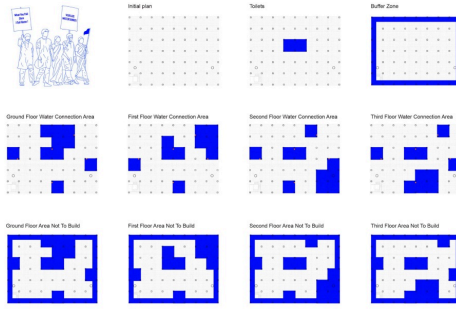 Initial plan
Toilets
Buffer Zone
Ground Floor Water Connection Area
First Floor Water Connection Area
Second Floor Water Connection Area
Third Floor Water Connection Area
Ground Floor Area Not To Build
First Floor Area Not To Build
Second Floor Area Not To Build
Third Floor Area Not To Build